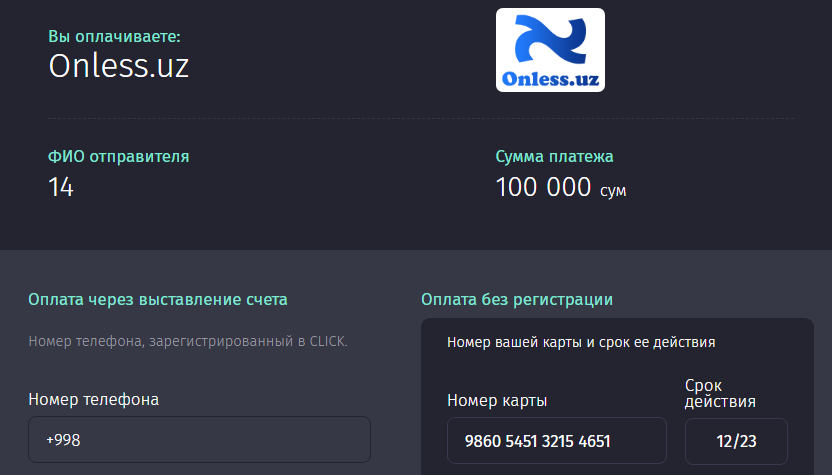 Вы оплачиваете:
Onless.uz
Onless.uz
ФИО отправителя
14
Сумма платежа
100 000 сум
Оплата через выставление счета
Номер телефона, зарегистрированный в CLICK.
Номер телефона
+998
Оплата без регистрации
Номер вашей карты и срок ее действия
Номер карты
9860 5451 3215 4651
Срок
действия
12/23